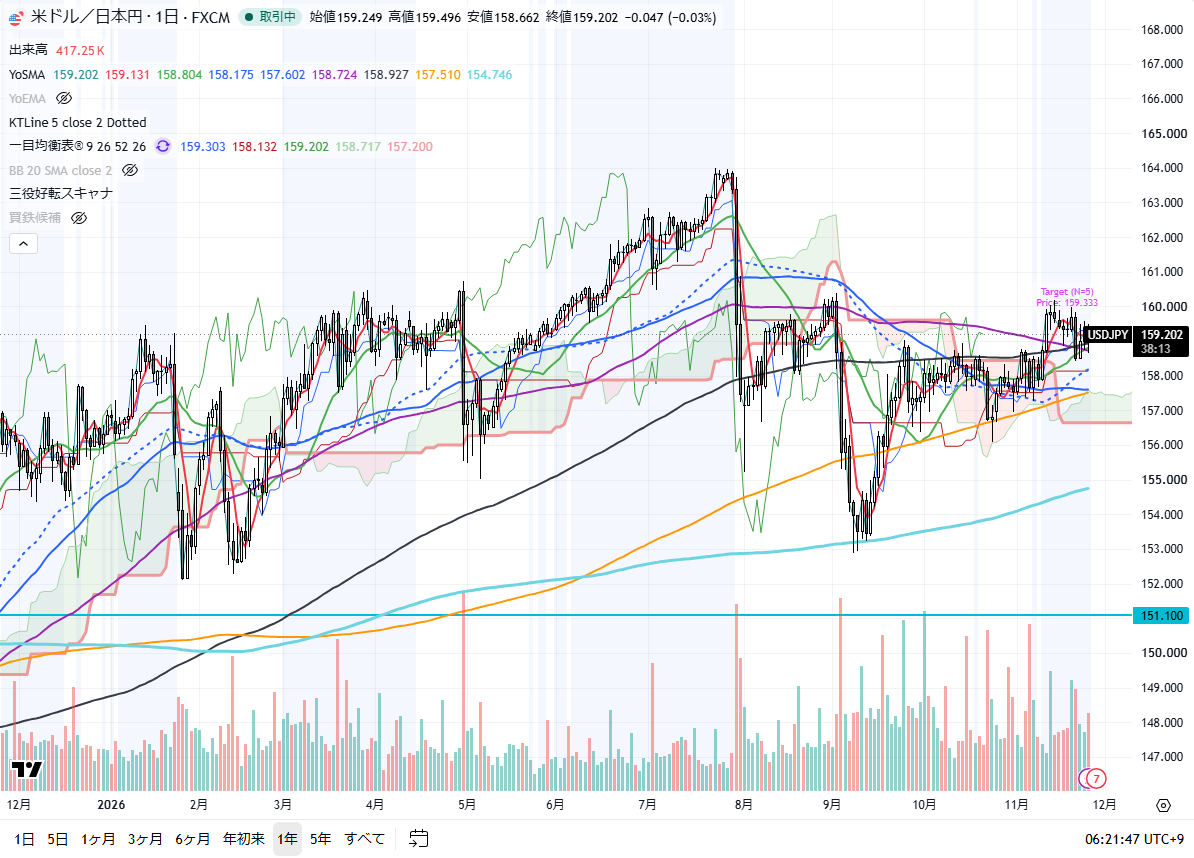 米ドル／日本円・1日・FXCM 取引中 始値159.249 高値159.496 安値158.662 終値159.202 −0.047 (−0.03%)
出来高 417.25 K
YoSMA 159.202 159.131 158.804 158.175 157.602 158.724 158.927 157.510 154.746
YoEMA
KTLine 5 close 2 Dotted
一目均衡表® 9 26 52 26 159.303 158.132 159.202 158.717 157.200
BB 20 SMA close 2
三役好転スキャナ
買鉄候補
168.000
167.000
166.000
165.000
164.000
163.000
162.000
161.000
160.000
Target (N=5)
Price: 159.333
USDJPY 159.202
38:13
158.000
157.000
156.000
155.000
154.000
153.000
152.000
151.100
150.000
149.000
148.000
147.000
7
12月 2026 2月 3月 4月 5月 6月 7月 8月 9月 10月 11月 12月
1日 5日 1ヶ月 3ヶ月 6ヶ月 年初来 1年 5年 すべて 06:21:47 UTC+9